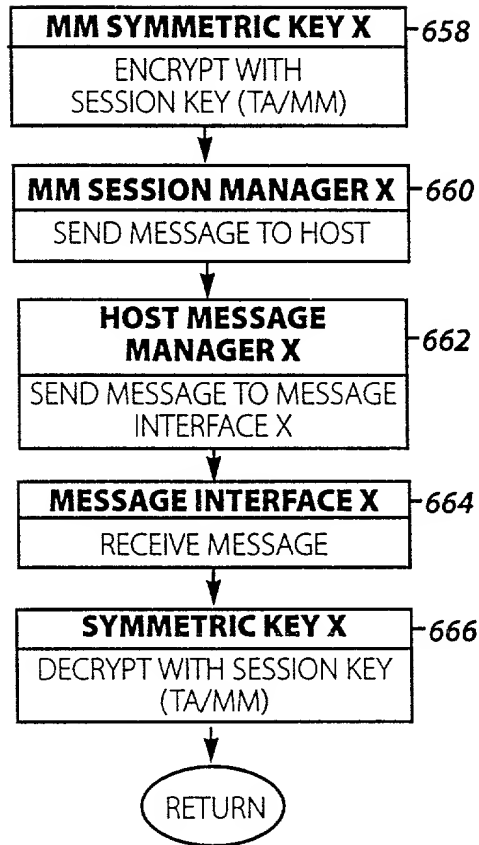 MM SYMMETRIC KEY X
658
ENCRYPT WITH
SESSION KEY (TA/MM)
MM SESSION MANAGER X
660
SEND MESSAGE TO HOST
HOST MESSAGE
MANAGER X
662
SEND MESSAGE TO MESSAGE
INTERFACE X
MESSAGE INTERFACE X
664
RECEIVE MESSAGE
SYMMETRIC KEY X
666
DECRYPT WITH SESSION KEY
(TA/MM)
RETURN